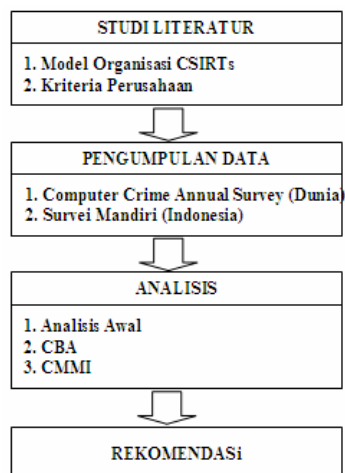 STUDI LITERATUR
1. Model Organisasi CSIRTs
2. Kriteria Perusahaan
PENGUMPULAN DATA
1. Computer Crime Annual Survey (Dunia)
2. Survei Mandiri (Indonesia)
ANALISIS
1. Analisis Awal
2. CBA
3. CMMI
REKOMENDASi